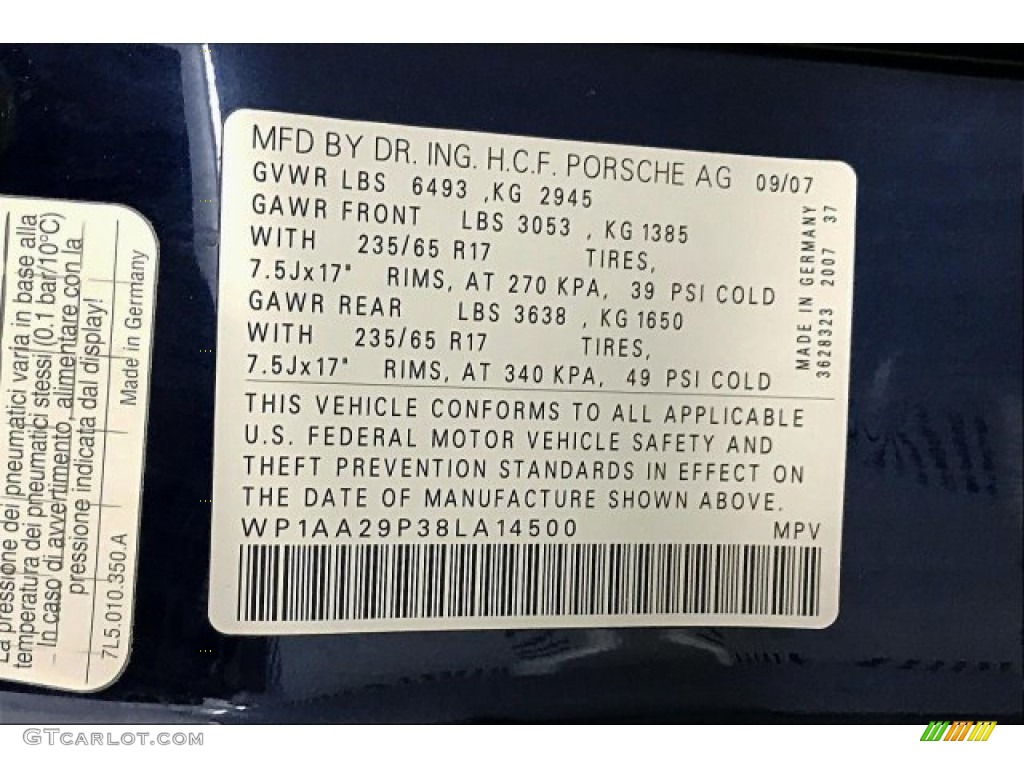 MFD BY DR. ING. H.C.F. PORSCHE AG 09/07
GVWR LBS 6493 ,KG 2945
GAWR FRONT LBS 3053 , KG 1385
WITH 235/65 R17 TIRES,
7.5Jx17" RIMS, AT 270 KPA, 39 PSI COLD
GAWR REAR LBS 3638 , KG 1650
WITH 235/65 R17 TIRES,
7.5Jx17" RIMS, AT 340 KPA, 49 PSI COLD
MADE IN GERMANY
3628323 2007 37
THIS VEHICLE CONFORMS TO ALL APPLICABLE
U.S. FEDERAL MOTOR VEHICLE SAFETY AND
THEFT PREVENTION STANDARDS IN EFFECT ON
THE DATE OF MANUFACTURE SHOWN ABOVE.
WP1AA29P38LA14500 MPV
La pressione dei pneumatici varia in base alla
temperatura dei pneumatici stessi (0.1 bar/10°C)
In caso di avvertimento, alimentare con la
pressione indicata dal display!
7L5.010.350.A Made in Germany
GTCARLOT.COM